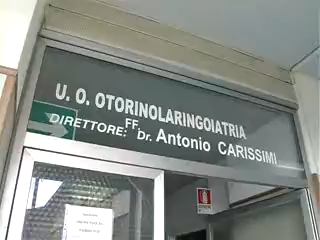 U. O. OTORINOLARINGOIATRIA
DIRETTORE: FF. Dr. Antonio CARISSIMI